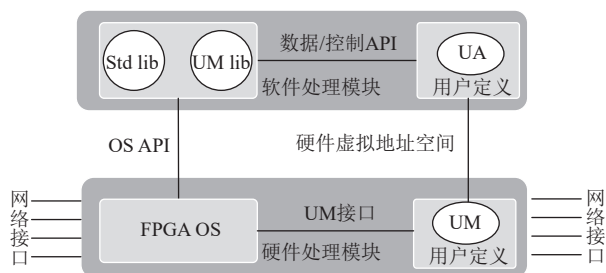 Std lib
UM lib
数据/控制API
UA
软件处理模块
用户定义
OS API
硬件虚拟地址空间
网络接口
FPGA OS
UM接口
UM
硬件处理模块
用户定义
网络接口